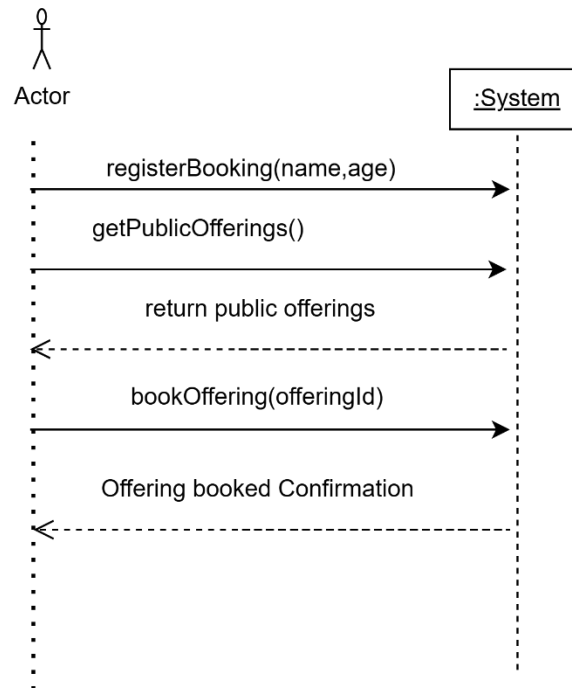 Actor
:System
registerBooking(name,age)
getPublicOfferings()
return public offerings
bookOffering(offeringId)
Offering booked Confirmation